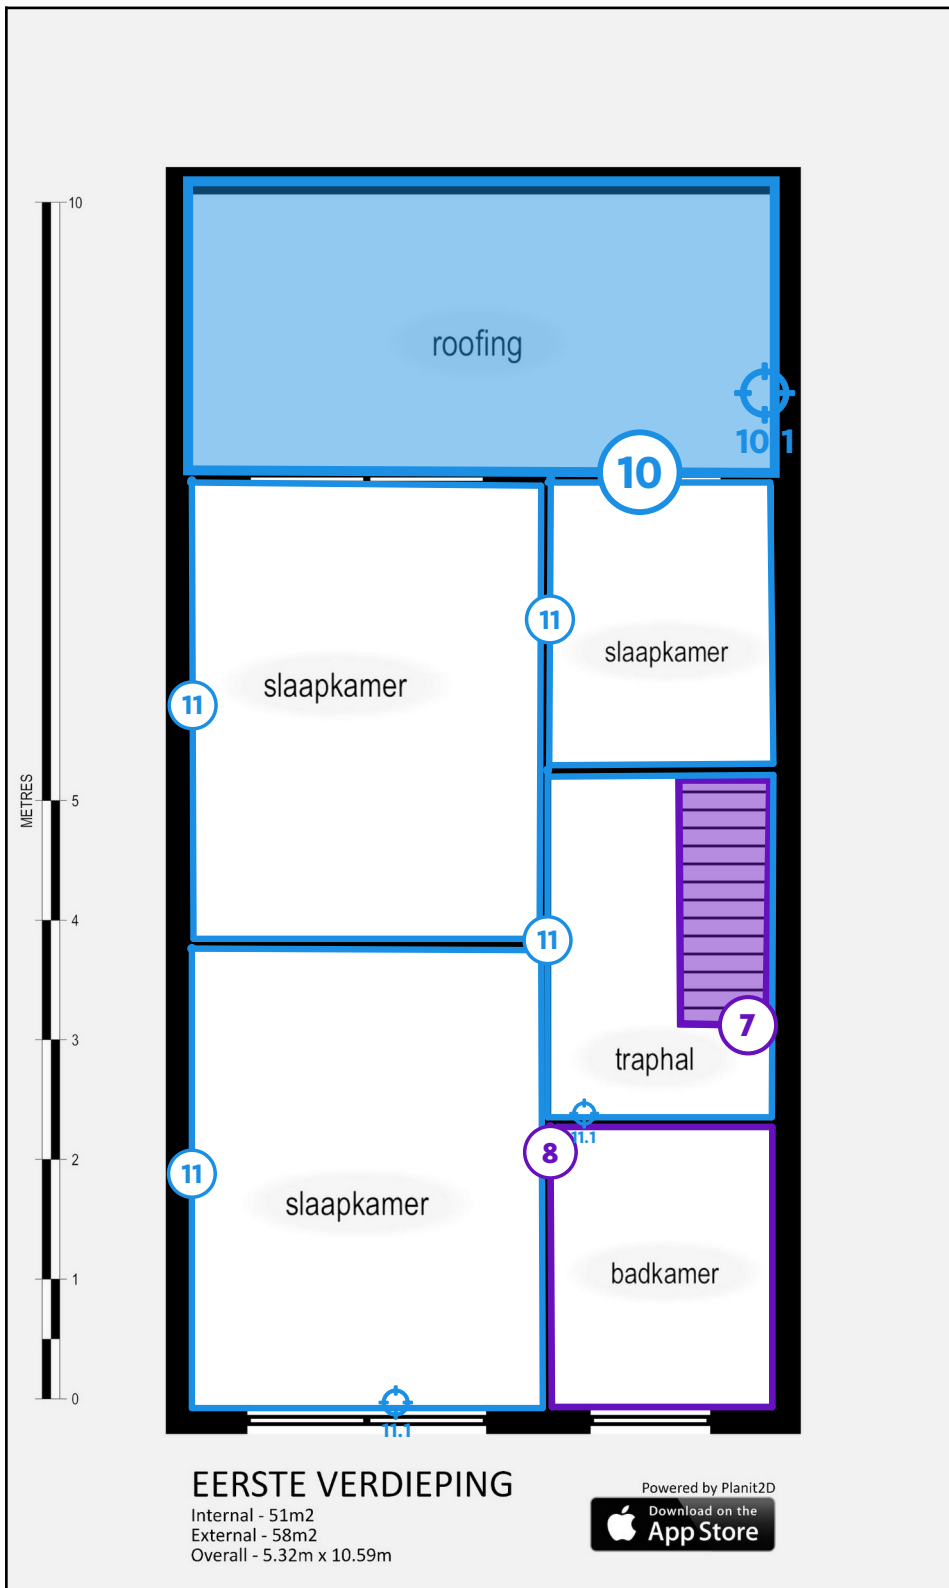 10
roofing
10.1
10
11
slaapkamer
slaapkamer
11
METRES
5
4
11
3
7
traphal
11.1
8
2
11
slaapkamer
badkamer
1
0
11.1
EERSTE VERDIEPING
Internal - 51m2
External - 58m2
Overall - 5.32m x 10.59m
Powered by Planit2D
Download on the
App Store